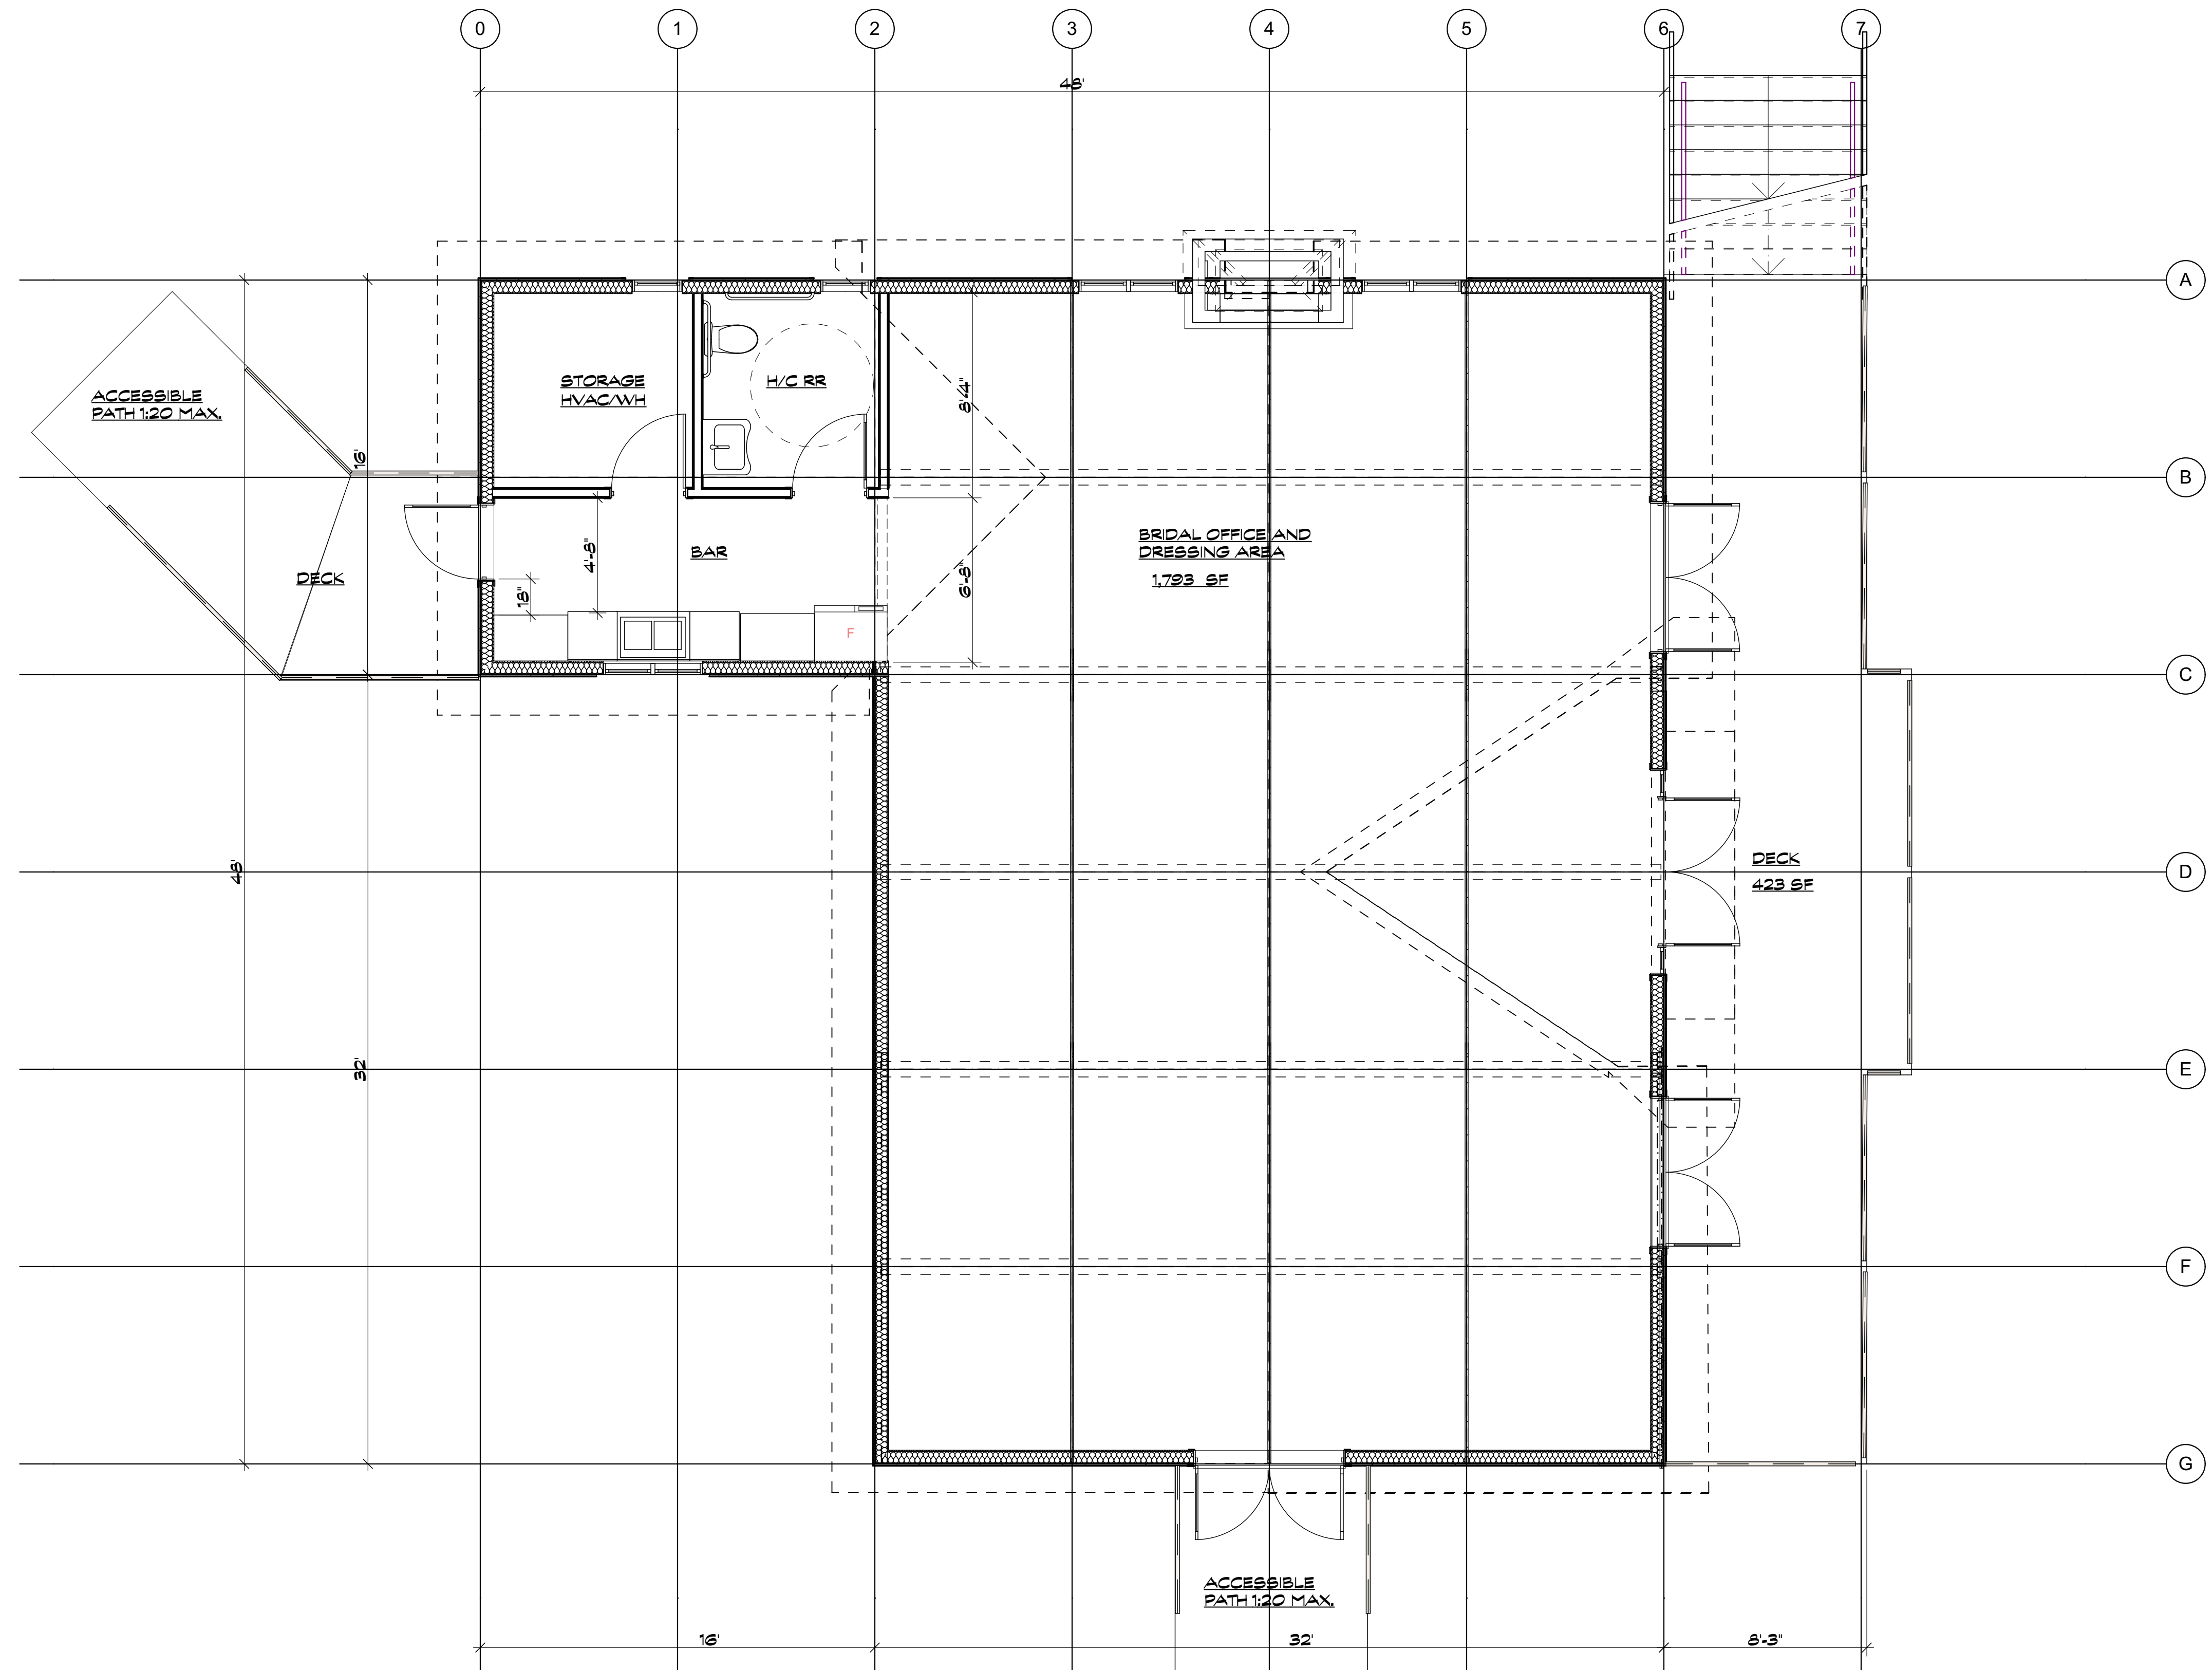 0 1 2 3 4 5 6 7
48'
A
ACCESSIBLE
PATH 1:20 MAX.
STORAGE
HVAC/WH
H/C RR
8'-4"
16'
B
BRIDAL OFFICE AND
DRESSING AREA
1,793 SF
BAR
4'-8"
6'-8"
DECK
18"
F
C
48'
DECK
423 SF
D
32'
E
F
G
ACCESSIBLE
PATH 1:20 MAX.
16' 32' 8'-3"